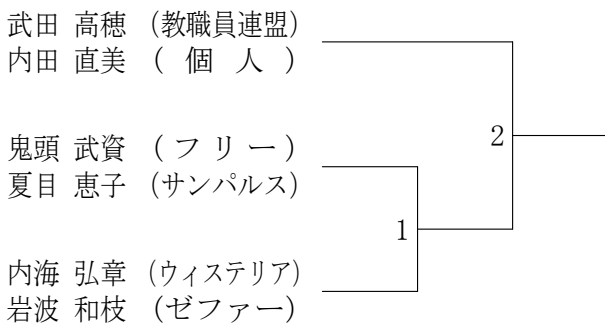 武田 高穂 (教職員連盟)
内田 直美 ( 個 人 )
2
鬼頭 武資 ( フ リ ー )
夏目 恵子 (サンパルス)
1
内海 弘章 (ウィステリア)
岩波 和枝 (ゼファー)